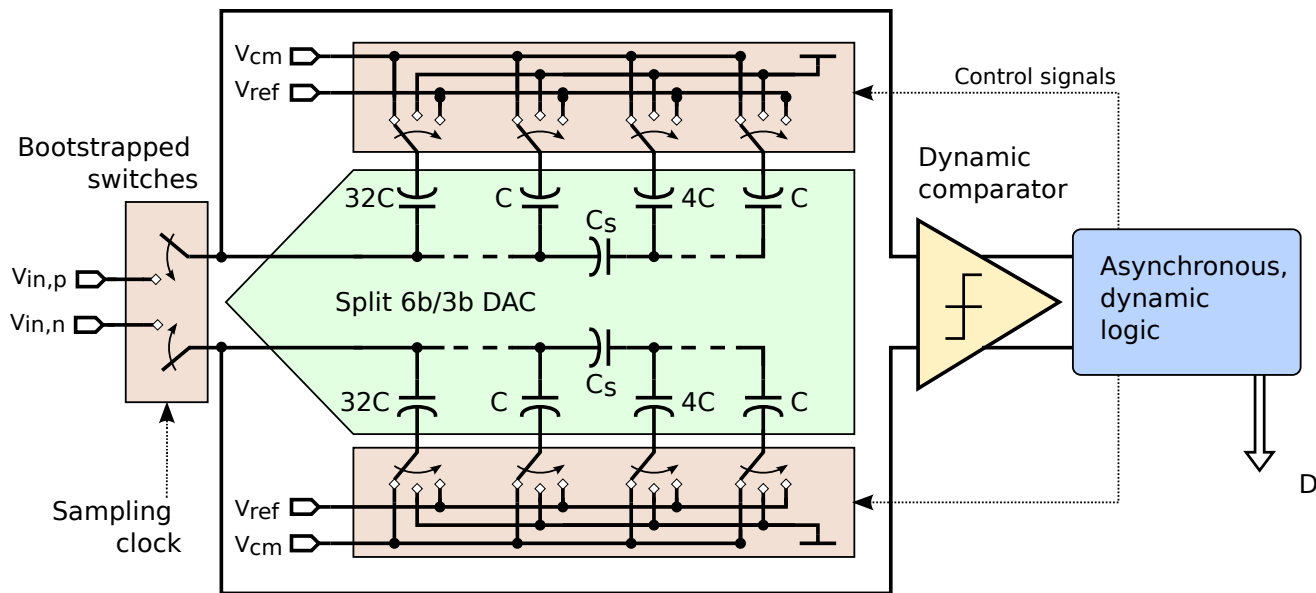 Vcm
Vref
Control signals
Bootstrapped
switches
Dynamic
comparator
32C
C
4C
C
Cs
Vin,p
Vin,n
Split 6b/3b DAC
Asynchronous,
dynamic
logic
Cs
32C
C
4C
C
Sampling
clock
Vref
Vcm
D